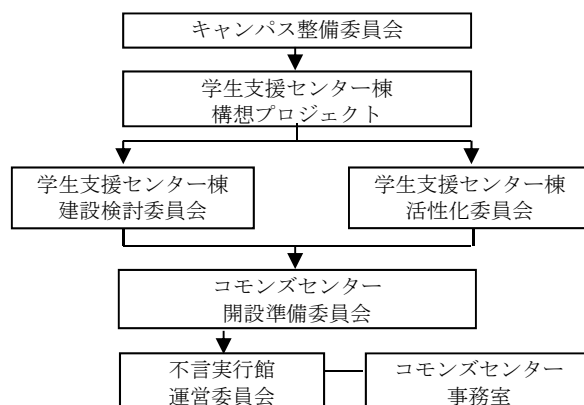 キャンパス整備委員会
学生支援センター棟
構想プロジェクト
学生支援センター棟
建設検討委員会
学生支援センター棟
活性化委員会
コモンズセンター
開設準備委員会
不言実行館
運営委員会
コモンズセンター
事務室